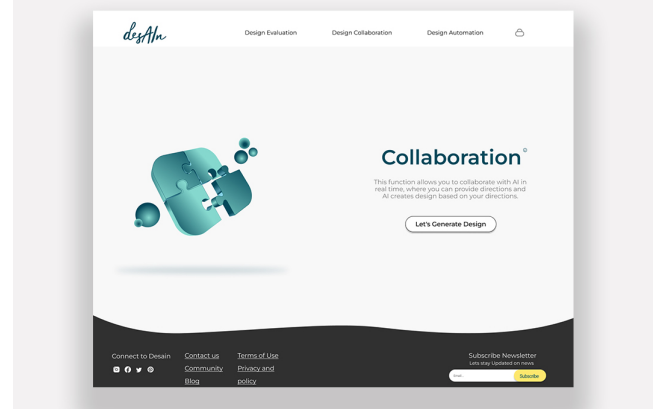 desAIn
Design Evaluation
Design Collaboration
Design Automation
Collaboration
This function allows you to collaborate with AI in
real time, where you can provide directions and
AI creates design based on your directions.
Let's Generate Design
Connect to Desain
Contact us
Community
Blog
Terms of Use
Privacy and
policy
Subscribe Newsletter
Lets stay Updated on news
Email..
Subscribe